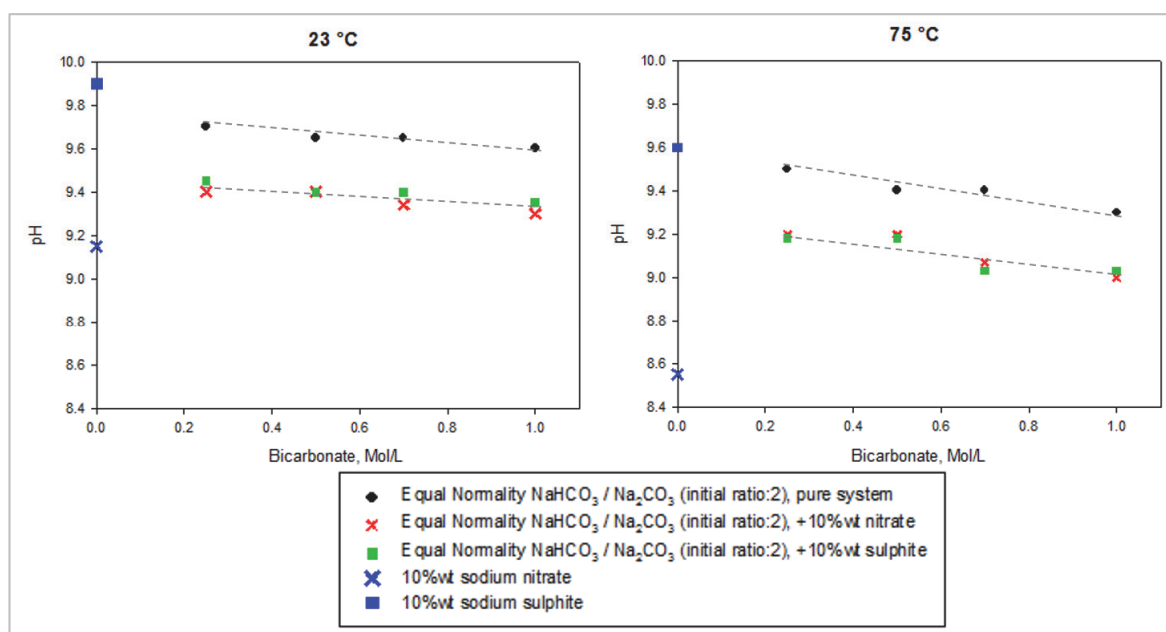 23 °C
10.0
9.8
9.6
9.4
9.2
9.0
8.8
8.6
8.4
pH
0.0 0.2 0.4 0.6 0.8 1.0
Bicarbonate, Mol/L
75 °C
10.0
9.8
9.6
9.4
9.2
9.0
8.8
8.6
8.4
pH
0.0 0.2 0.4 0.6 0.8 1.0
Bicarbonate, Mol/L
Equal Normality NaHCO₃ / Na₂CO₃ (initial ratio:2), pure system
Equal Normality NaHCO₃ / Na₂CO₃ (initial ratio:2), +10%wt nitrate
Equal Normality NaHCO₃ / Na₂CO₃ (initial ratio:2), +10%wt sulphite
10%wt sodium nitrate
10%wt sodium sulphite